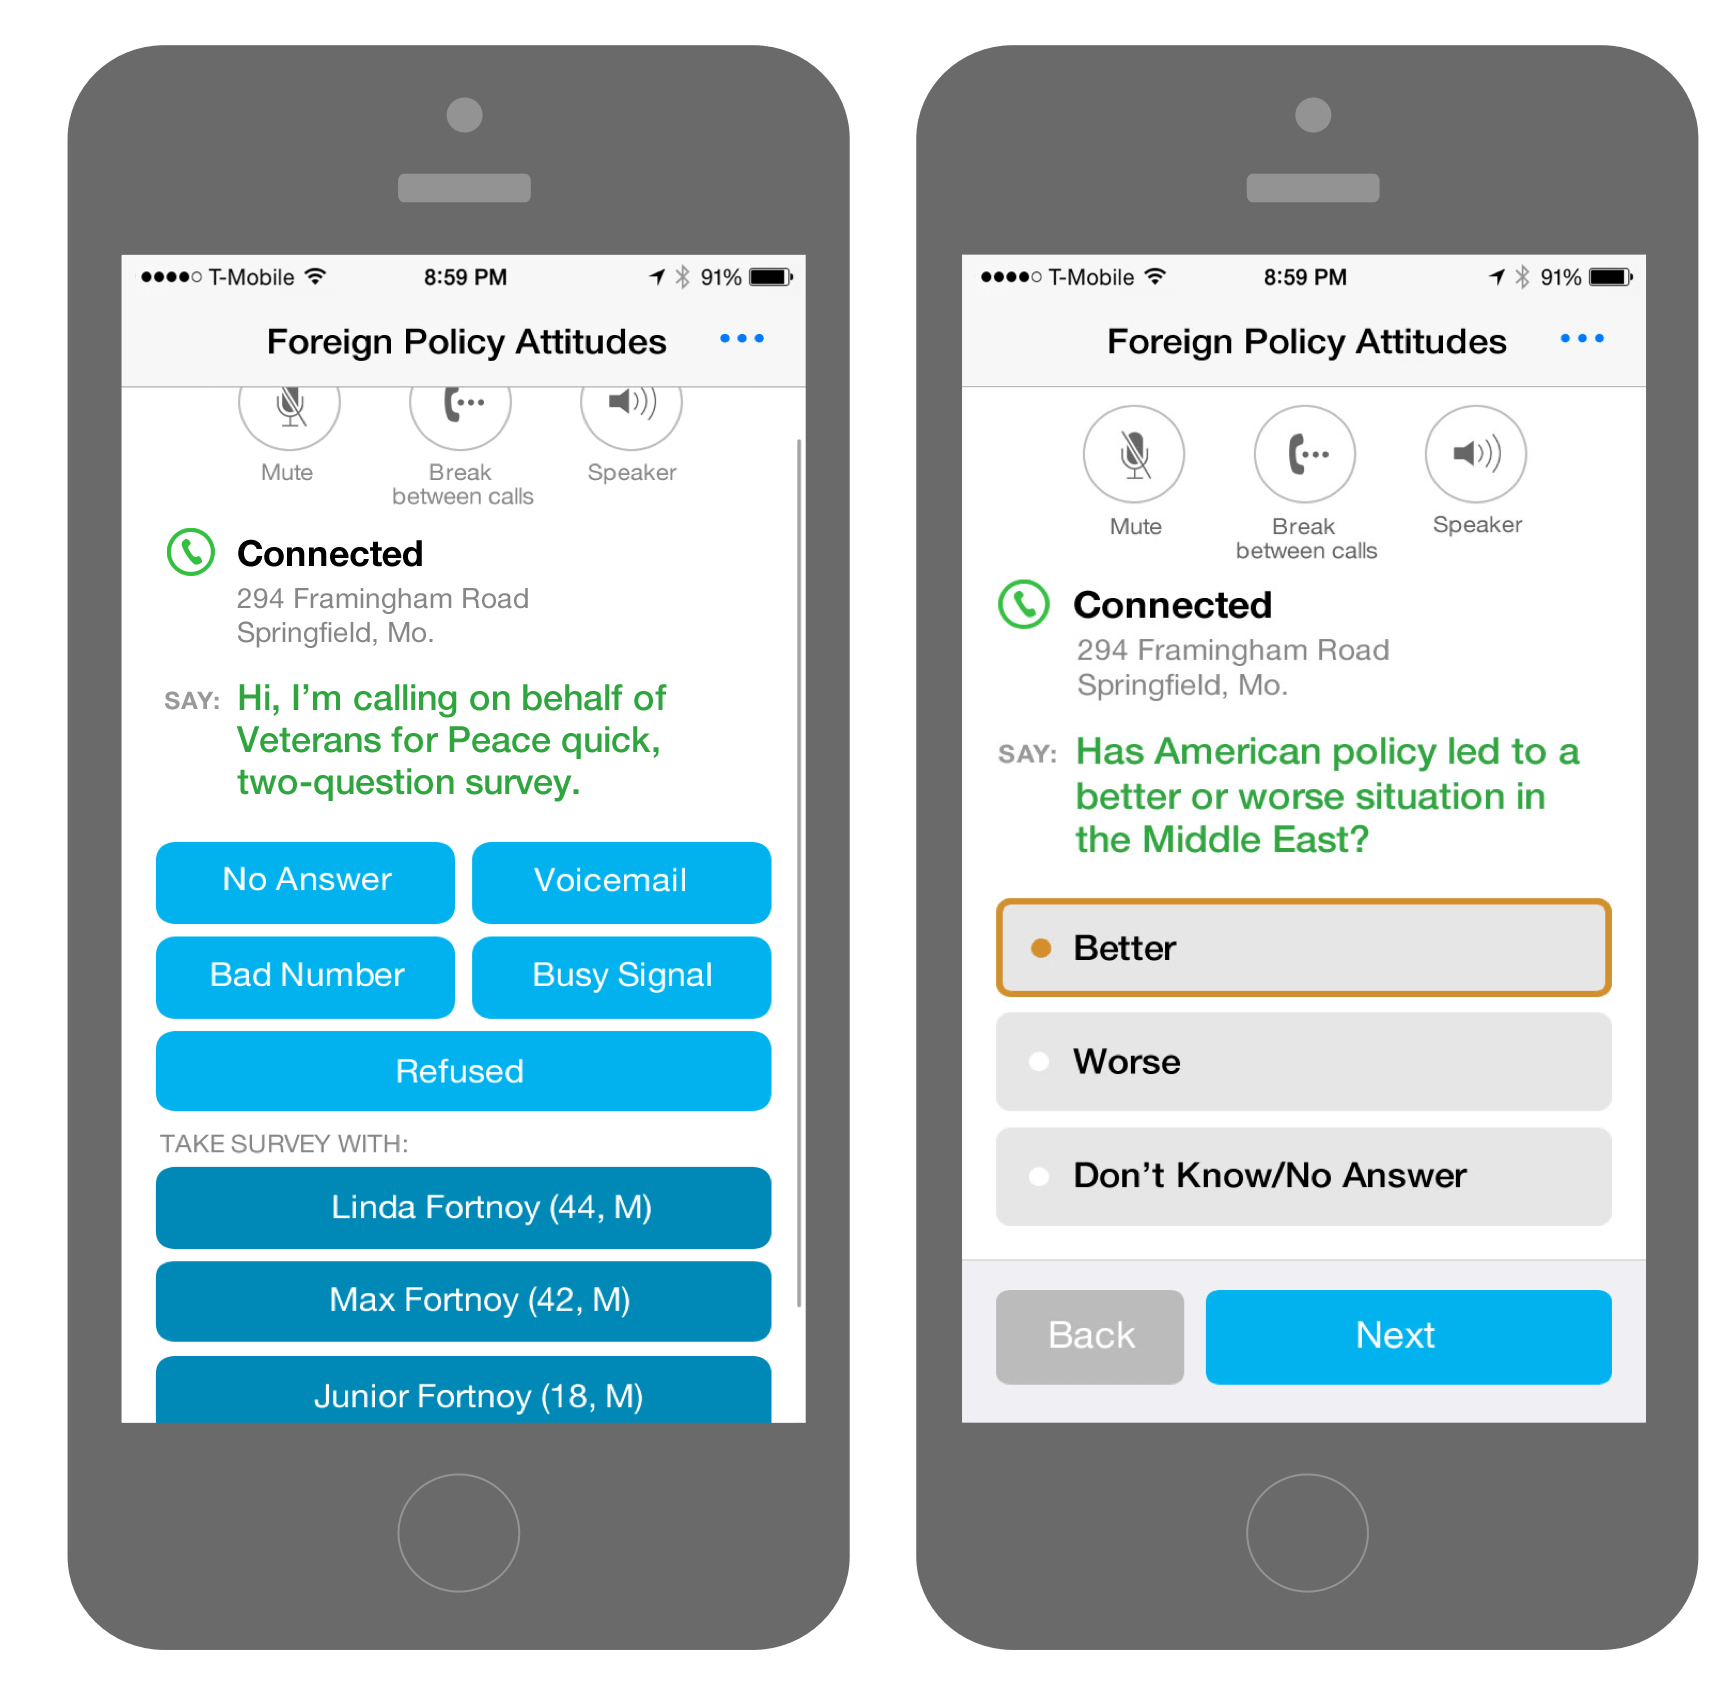 T-Mobile 8:59 PM 91%
Foreign Policy Attitudes
Mute
Break
between calls
Speaker
Connected
294 Framingham Road
Springfield, Mo.
SAY: Hi, I'm calling on behalf of
Veterans for Peace quick,
two-question survey.
No Answer
Voicemail
Bad Number
Busy Signal
Refused
TAKE SURVEY WITH:
Linda Fortnoy (44, M)
Max Fortnoy (42, M)
Junior Fortnoy (18, M)
T-Mobile 8:59 PM 91%
Foreign Policy Attitudes
Mute
Break
between calls
Speaker
Connected
294 Framingham Road
Springfield, Mo.
SAY: Has American policy led to a
better or worse situation in
the Middle East?
Better
Worse
Don't Know/No Answer
Back
Next